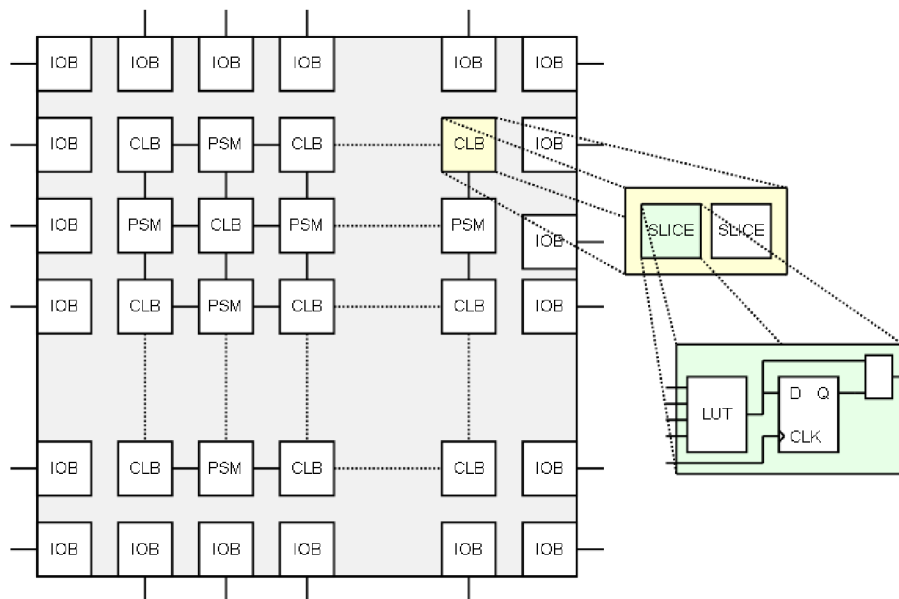 IOB IOB IOB IOB IOB IOB
IOB CLB PSM CLB CLB IOB
IOB PSM CLB PSM PSM IOB
SLICE SLICE
IOB CLB PSM CLB CLB IOB
D Q
LUT
CLK
IOB CLB PSM CLB CLB IOB
IOB IOB IOB IOB IOB IOB